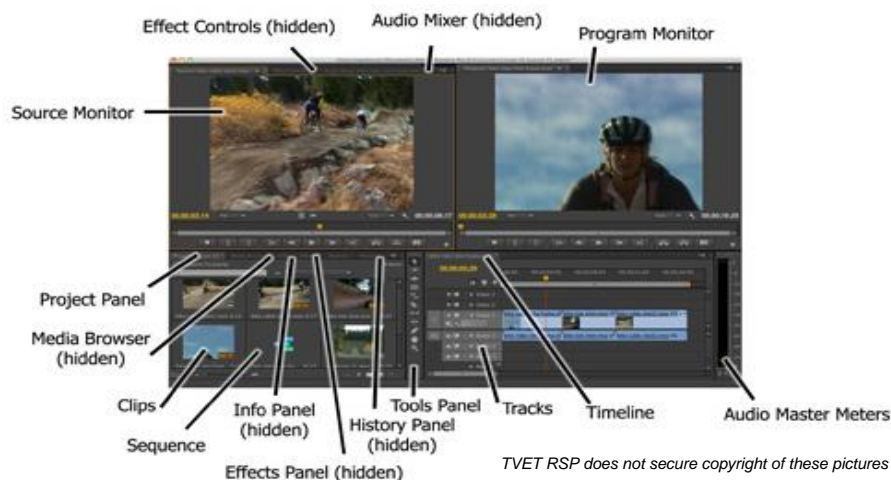 Effect Controls (hidden)
Audio Mixer (hidden)
Program Monitor
Source Monitor
Project Panel
Media Browser
(hidden)
Clips
Sequence
Info Panel
(hidden)
Effects Panel (hidden)
Tools Panel
History Panel
(hidden)
Tracks
Timeline
Audio Master Meters
TVET RSP does not secure copyright of these pictures